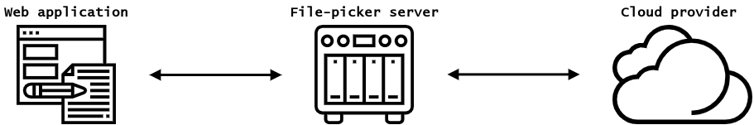 Web application
File-picker server
Cloud provider